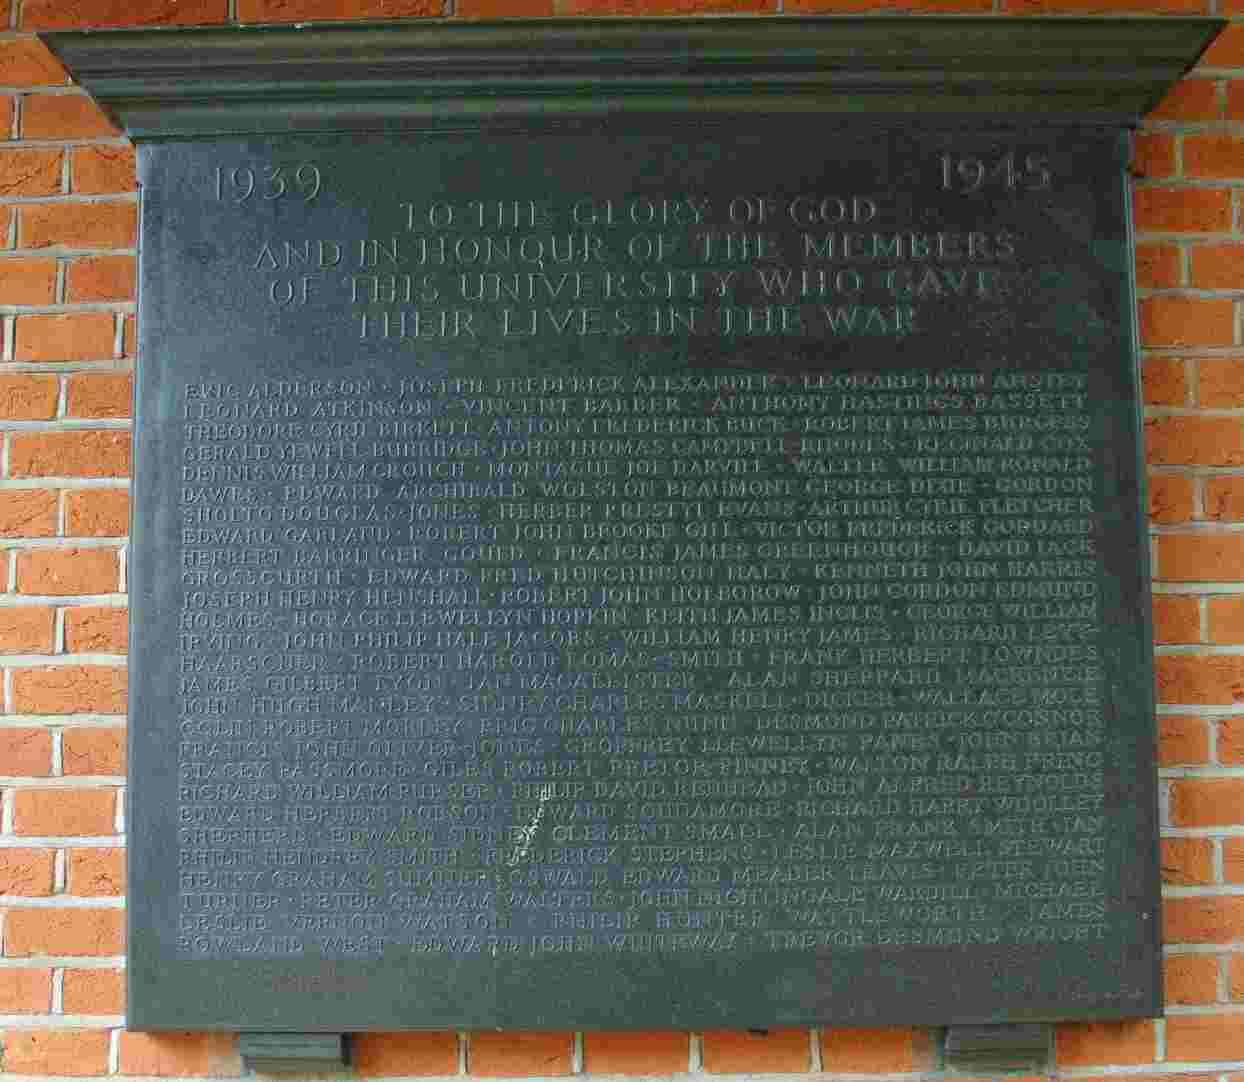 1939 1945
TO THE GLORY OF GOD
AND IN HONOUR OF THE MEMBERS
OF THIS UNIVERSITY WHO GAVE
THEIR LIVES IN THE WAR
ERIC ALDERSON · JOSEPH FREDERICK ALEXANDER · LEONARD JOHN ANSTEY
LEONARD ATKINSON · VINCENT BARBER · ANTHONY HASTINGS BASSETT
THEODORE CYRIL BIRKETT · ANTONY FREDERICK BUCK · ROBERT JAMES BURGESS
GERALD YEWELL BURRIDGE · JOHN THOMAS CAMPBELL · REGINALD COX
DENNIS WILLIAM CROUCH · MONTAGUE JOE DARVILL · WALTER WILLIAM RONALD
DAWES · EDWARD ARCHIBALD WOLSTON BEAUMONT GEORGE DIXIE · GORDON
SHOLTO DOUGLAS-JONES · HEBER PRESTYL EVANS · ARTHUR CYRIL FLETCHER
EDWARD GARLAND · ROBERT JOHN BROOKE GILL · VICTOR FREDERICK GODDARD
HERBERT BARRINGER GOULD · FRANCIS JAMES GREENHOUGH · DAVID JACK
GROSSCURTH · EDWARD FRED HUTCHINSON HALY · KENNETH JOHN HARRIS
JOSEPH HENRY HENSHALL · ROBERT JOHN HOLBOROW · JOHN GORDON EDMUND
HOLMES · HORACE LLEWELLYN HOPKIN · KEITH JAMES INGLIS · GEORGE WILLIAM
IRVING · JOHN PHILIP HALE JACOBS · WILLIAM HENRY JAMES · RICHARD
HAARSCHER · ROBERT HAROLD LOMAS-SMITH · FRANK HERBERT LOWNDES
JAMES GILBERT LYON · IAN MACALLISTER · ALAN SHEPPARD MACKENZIE
JOHN HUGH MANLEY · SIDNEY CHARLES MASKELL · WALLACE MOLE
COLIN ROBERT MORLEY · ERIC CHARLES · DESMOND PATRICK O'CONNOR
FRANCIS JOHN OLIVER-JONES · GEOFFREY LLEWELLYN PANES · JOHN BRIAN
STACEY PASSMORE · GILES ROBERT PRETOR-PINNEY · WALTON RALPH PRING
RICHARD WILLIAM PURSER · PHILIP DAVID REDHEAD · JOHN ALFRED REYNOLDS
EDWARD HERBERT ROBSON · EDWARD SCUDAMORE · RICHARD HARRY WOOLLEY
SHEPHERD · EDWARD SIDNEY CLEMENT SMALL · ALAN FRANK SMITH · IAN
PHILIP HENDREY SMITH · FREDERICK STEPHENS · LESLIE MAXWELL STEWART
HENRY GRAHAM SUMNER · OSWALD EDWARD MEADER TRAVIS · PETER JOHN
TURNER · PETER GRAHAM WALTERS · JOHN NIGHTINGALE WARDILL · MICHAEL
LESLIE VERNON WATSON · PHILIP HUNTER WATTLEWORTH · JAMES
ROWLAND WEST · EDWARD JOHN WHITEWAY · TREVOR DESMOND WRIGHT